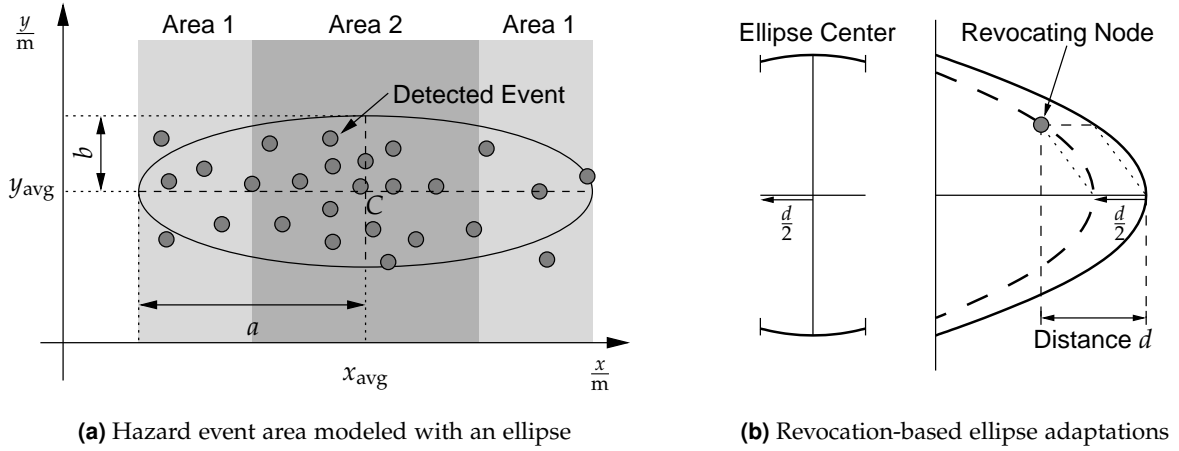 y
m
Area 1
Area 2
Area 1
Detected Event
b
y_avg
C
a
x_avg
x
m
(a) Hazard event area modeled with an ellipse
Ellipse Center
Revocating Node
d
2
d
2
Distance d
(b) Revocation-based ellipse adaptations